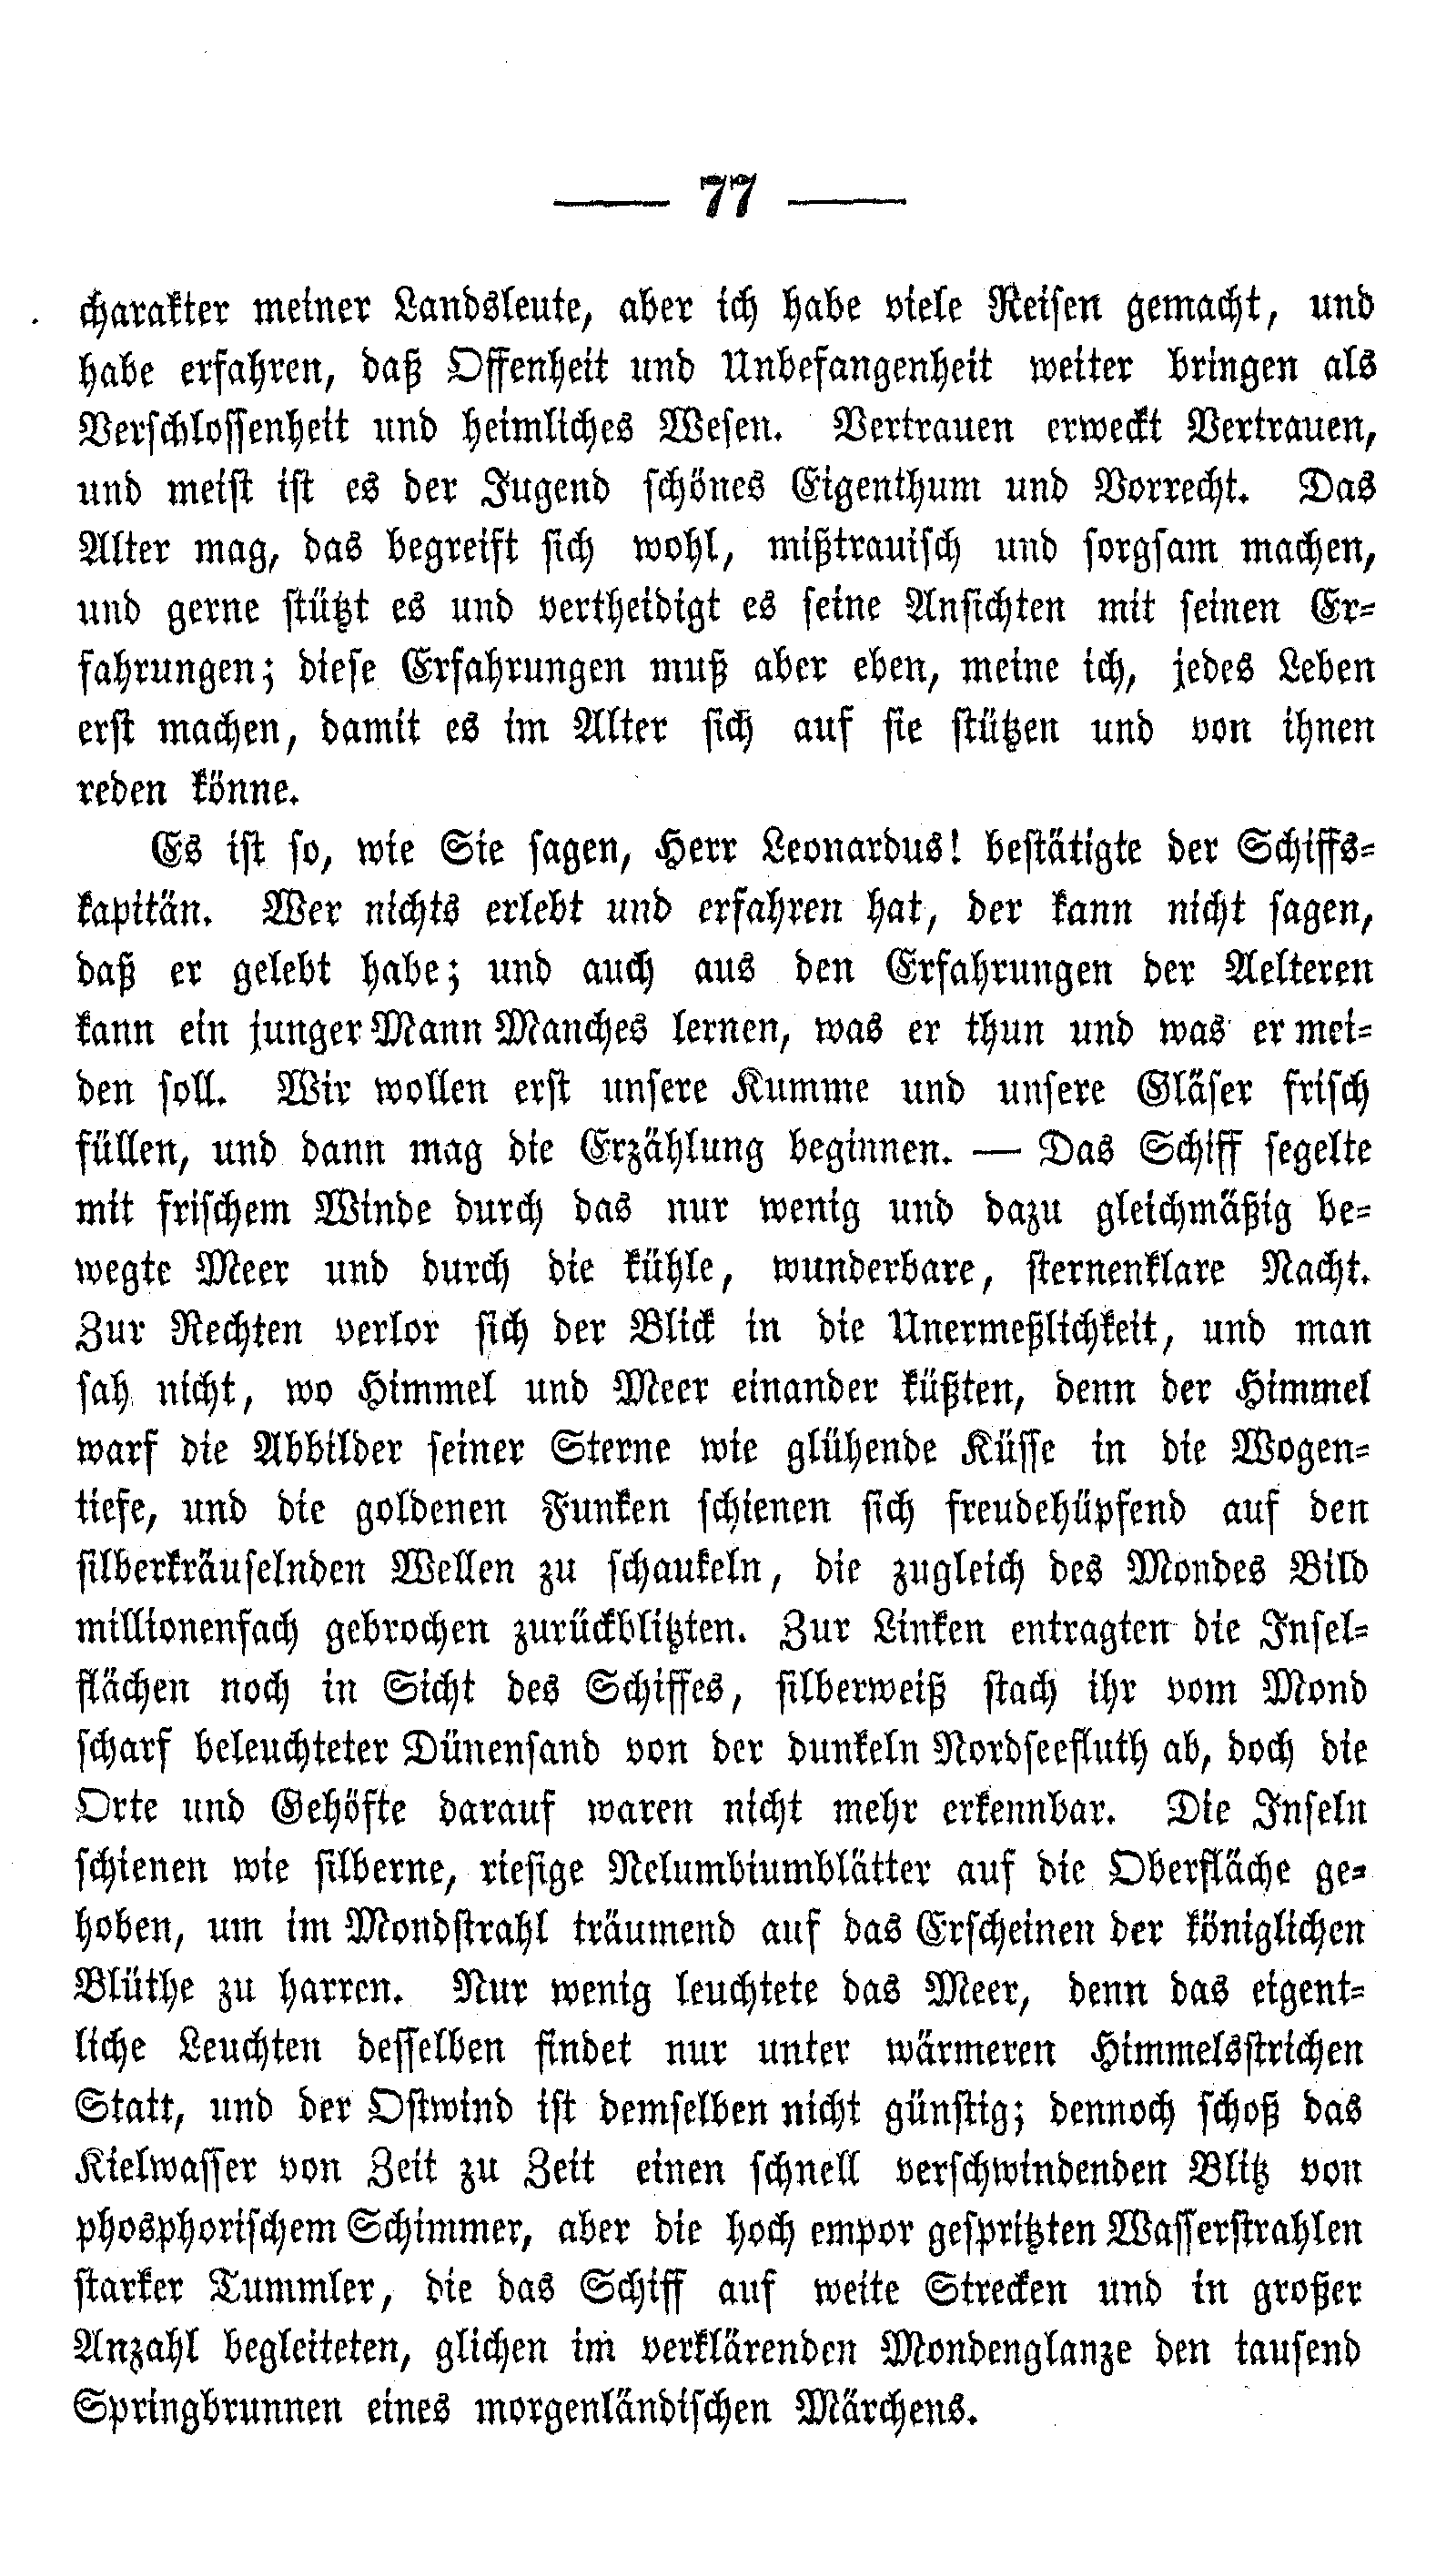 — 77 —
charakter meiner Landsleute, aber ich habe viele Reisen gemacht, und
habe erfahren, daß Offenheit und Unbefangenheit weiter bringen als
Verschlossenheit und heimliches Wesen. Vertrauen erweckt Vertrauen,
und meist ist es der Jugend schönes Eigenthum und Vorrecht. Das
Alter mag, das begreift sich wohl, mißtrauisch und sorgsam machen,
und gerne stützt es und vertheidigt es seine Ansichten mit seinen Er-
fahrungen; diese Erfahrungen muß aber eben, meine ich, jedes Leben
erst machen, damit es im Alter sich auf sie stützen und von ihnen
reden könne.
Es ist so, wie Sie sagen, Herr Leonardus! bestätigte der Schiffs-
kapitän. Wer nichts erlebt und erfahren hat, der kann nicht sagen,
daß er gelebt habe; und auch aus den Erfahrungen der Aelteren
kann ein junger Mann Manches lernen, was er thun und was er mei-
den soll. Wir wollen erst unsere Kumme und unsere Gläser frisch
füllen, und dann mag die Erzählung beginnen. — Das Schiff segelte
mit frischem Winde durch das nur wenig und dazu gleichmäßig be-
wegte Meer und durch die kühle, wunderbare, sternenklare Nacht.
Zur Rechten verlor sich der Blick in die Unermeßlichkeit, und man
sah nicht, wo Himmel und Meer einander küßten, denn der Himmel
warf die Abbilder seiner Sterne wie glühende Küsse in die Wogen-
tiefe, und die goldenen Funken schienen sich freudehüpfend auf den
silberkräuselnden Wellen zu schaukeln, die zugleich des Mondes Bild
millionenfach gebrochen zurückblitzten. Zur Linken entragten die Insel-
flächen noch in Sicht des Schiffes, silberweiß stach ihr vom Mond
scharf beleuchteter Dünensand von der dunkeln Nordseefluth ab, doch die
Orte und Gehöfte darauf waren nicht mehr erkennbar. Die Inseln
schienen wie silberne, riesige Nelumbiumblätter auf die Oberfläche ge-
hoben, um im Mondstrahl träumend auf das Erscheinen der königlichen
Blüthe zu harren. Nur wenig leuchtete das Meer, denn das eigent-
liche Leuchten desselben findet nur unter wärmeren Himmelsstrichen
Statt, und der Ostwind ist demselben nicht günstig; dennoch schoß das
Kielwasser von Zeit zu Zeit einen schnell verschwindenden Blitz von
phosphorischem Schimmer, aber die hoch empor gespritzten Wasserstrahlen
starker Tummler, die das Schiff auf weite Strecken und in großer
Anzahl begleiteten, glichen im verklärenden Mondenglanze den tausend
Springbrunnen eines morgenländischen Märchens.